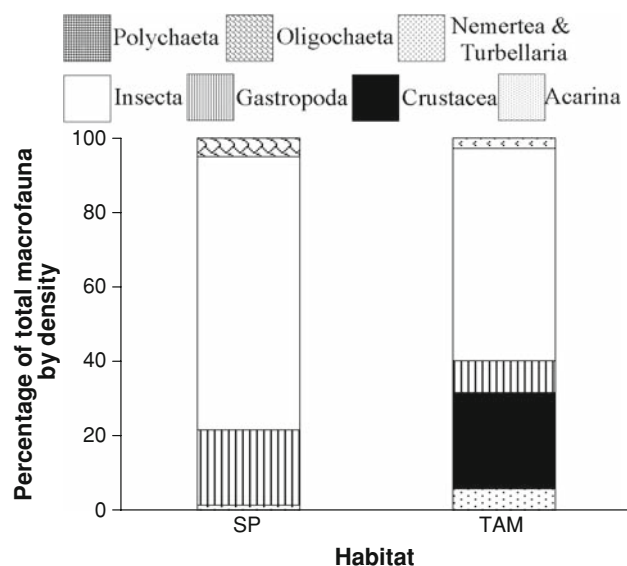 Polychaeta Oligochaeta Nemertea &
Turbellaria
Insecta Gastropoda Crustacea Acarina
100
80
60
40
20
0
Percentage of total macrofauna
by density
SP TAM
Habitat